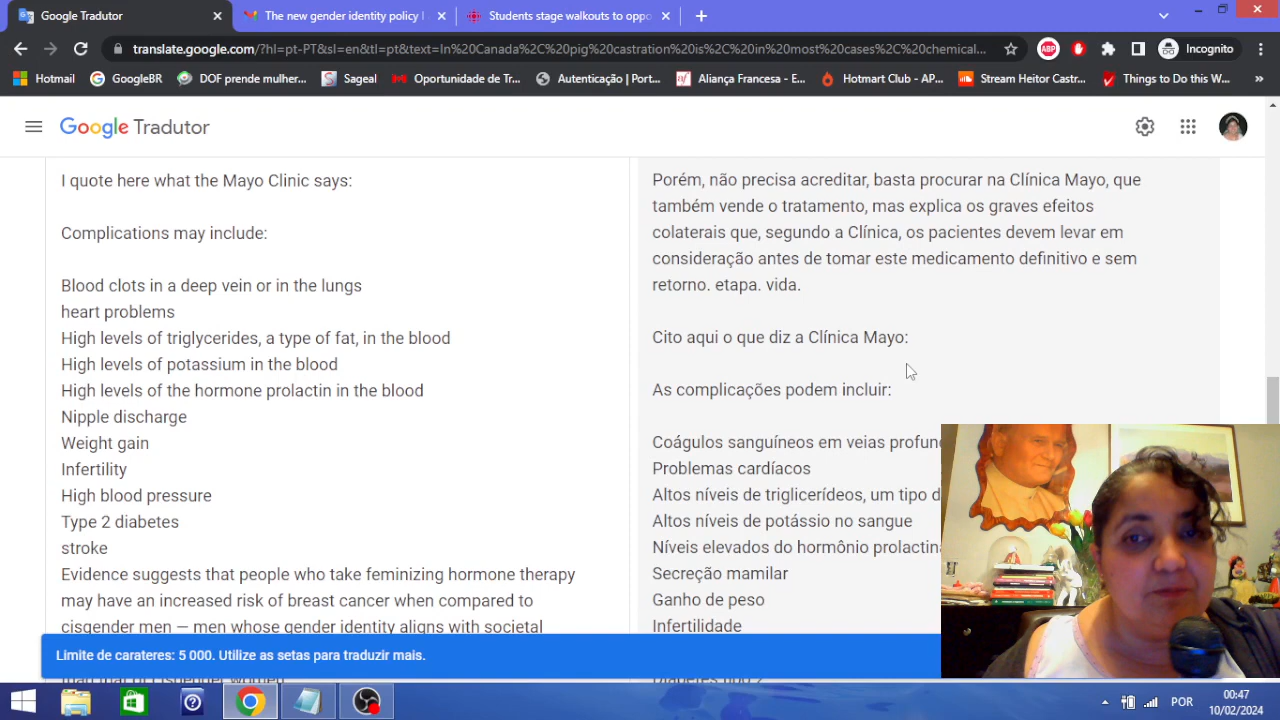 Google Tradutor
The new gender identity policy I
Students stage walkouts to oppo
translate.google.com/?hl=pt-PT&sl=en&tl=pt&text=In%20Canada%2C%20pig%20castration%20is%2C%20in%20most%20cases%2C%20chemical...
ABP
Incognito
Hotmail
GoogleBR
DOF prende mulher...
Sageal
Oportunidade de Tr...
Autenticação | Port...
Aliança Francesa - E...
Hotmart Club - AP...
Stream Heitor Castr...
Things to Do this W...
»
Google Tradutor
I quote here what the Mayo Clinic says:
Complications may include:
Blood clots in a deep vein or in the lungs
heart problems
High levels of triglycerides, a type of fat, in the blood
High levels of potassium in the blood
High levels of the hormone prolactin in the blood
Nipple discharge
Weight gain
Infertility
High blood pressure
Type 2 diabetes
stroke
Evidence suggests that people who take feminizing hormone therapy
may have an increased risk of breast cancer when compared to
cisgender men — men whose gender identity aligns with societal
Porém, não precisa acreditar, basta procurar na Clínica Mayo, que
também vende o tratamento, mas explica os graves efeitos
colaterais que, segundo a Clínica, os pacientes devem levar em
consideração antes de tomar este medicamento definitivo e sem
retorno. etapa. vida.
Cito aqui o que diz a Clínica Mayo:
As complicações podem incluir:
Coágulos sanguíneos em veias profund
Problemas cardíacos
Altos níveis de triglicerídeos, um tipo d
Altos níveis de potássio no sangue
Níveis elevados do hormônio prolactina
Secreção mamilar
Ganho de peso
Infertilidade
Diabetes tipo 2
Limite de carateres: 5 000. Utilize as setas para traduzir mais.
POR
00:47
10/02/2024